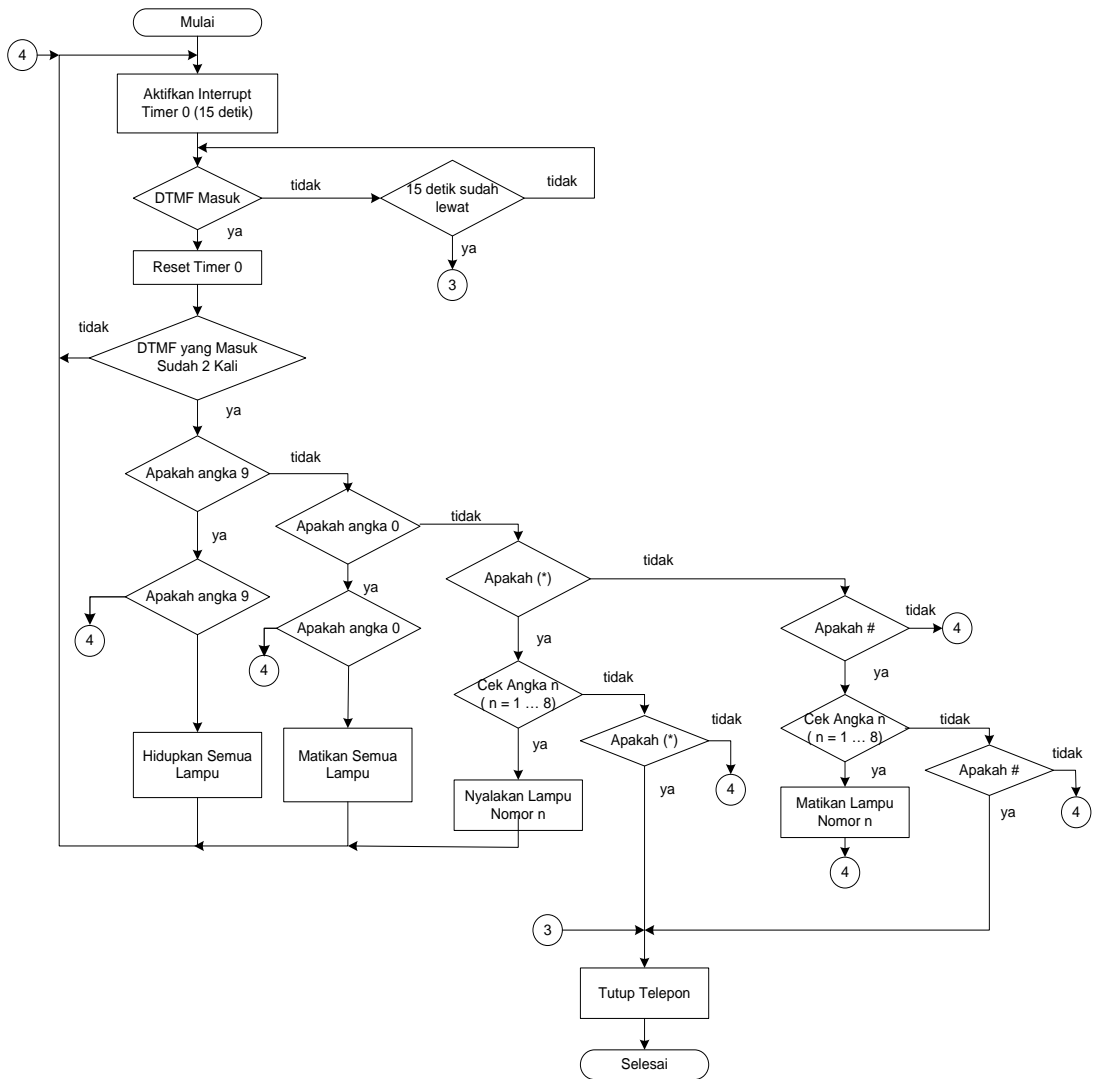 Mulai
4
Aktifkan Interrupt
Timer 0 (15 detik)
DTMF Masuk
tidak
15 detik sudah
lewat
tidak
ya
ya
Reset Timer 0
3
tidak
DTMF yang Masuk
Sudah 2 Kali
ya
Apakah angka 9
tidak
Apakah angka 0
tidak
ya
Apakah (*)
tidak
Apakah angka 9
ya
Apakah angka 0
4
4
Apakah #
tidak
4
ya
ya
Cek Angka n
( n = 1 ... 8)
tidak
Cek Angka n
( n = 1 ... 8)
tidak
Apakah (*)
tidak
ya
ya
Apakah #
tidak
Hidupkan Semua
Lampu
Matikan Semua
Lampu
Nyalakan Lampu
Nomor n
ya
4
Matikan Lampu
Nomor n
ya
4
4
3
Tutup Telepon
Selesai